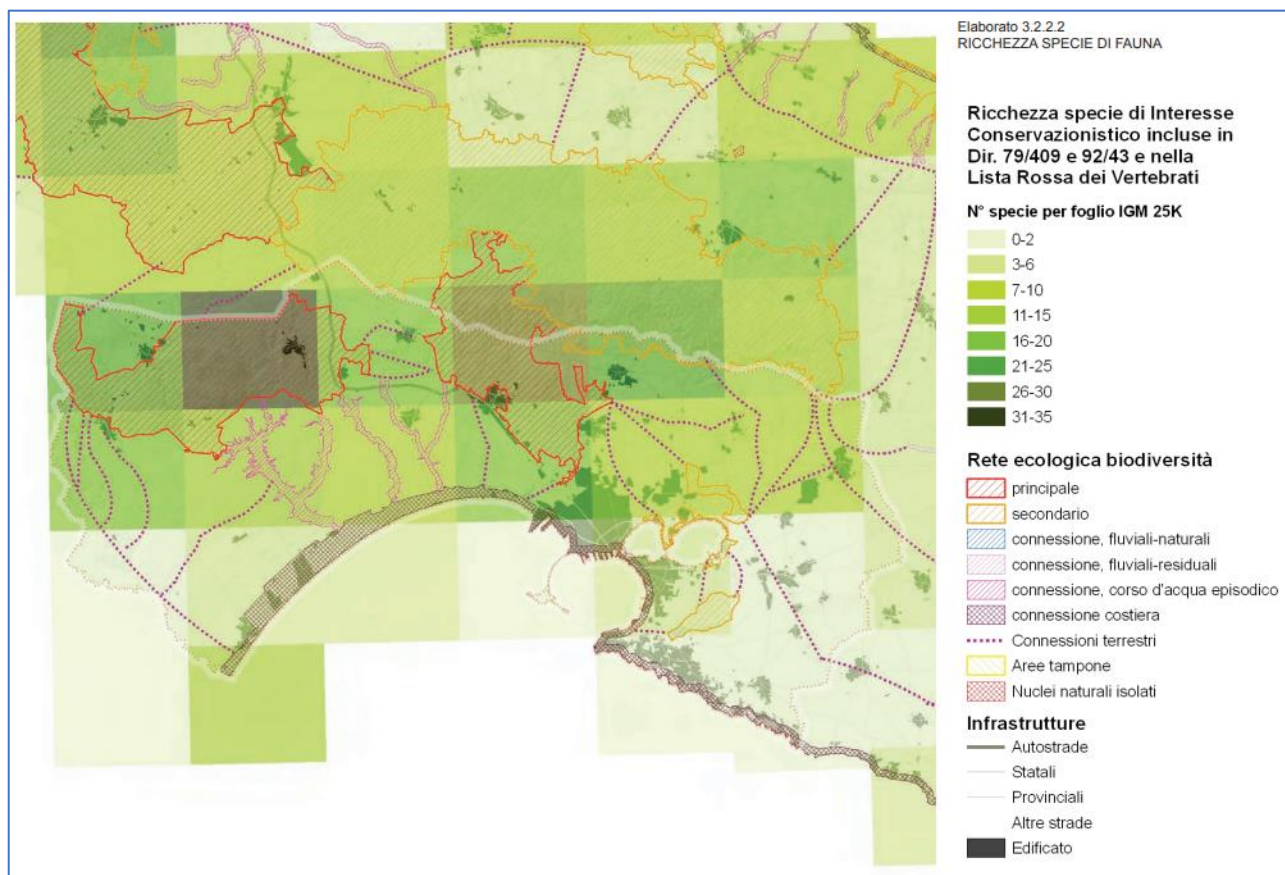 Elaborato 3.2.2.2
RICCHEZZA SPECIE DI FAUNA
Ricchezza specie di Interesse
Conservazionistico incluse in
Dir. 79/409 e 92/43 e nella
Lista Rossa dei Vertebrati
N° specie per foglio IGM 25K
0-2
3-6
7-10
11-15
16-20
21-25
26-30
31-35
Rete ecologica biodiversità
principale
secondario
connessione, fluviali-naturali
connessione, fluviali-residuali
connessione, corso d'acqua episodico
connessione costiera
Connessioni terrestri
Aree tampone
Nuclei naturali isolati
Infrastrutture
Autostrade
Statali
Provinciali
Altre strade
Edificato